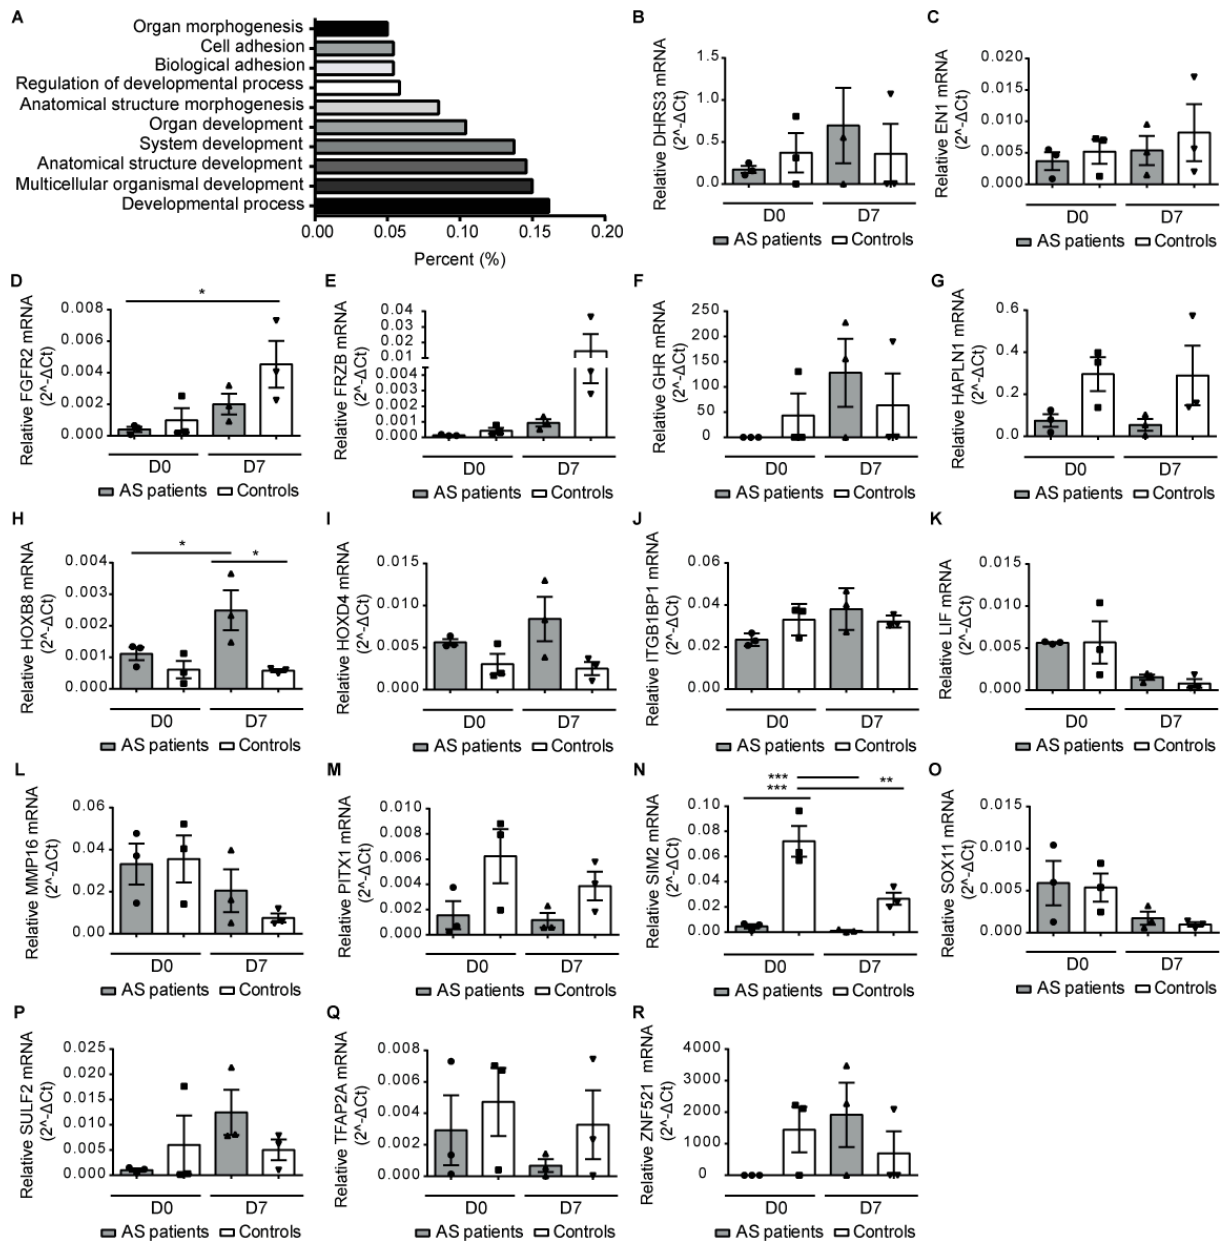 A
Organ morphogenesis
Cell adhesion
Biological adhesion
Regulation of developmental process
Anatomical structure morphogenesis
Organ development
System development
Anatomical structure development
Multicellular organismal development
Developmental process
0.00 0.05 0.10 0.15 0.20
Percent (%)
B
Relative DHRS3 mRNA
(2^-ΔCt)
1.5
1.0
0.5
0.0
D0 D7
AS patients Controls
C
Relative EN1 mRNA
(2^-ΔCt)
0.020
0.015
0.010
0.005
0.000
D0 D7
AS patients Controls
D
Relative FGFR2 mRNA
(2^-ΔCt)
0.008
0.006
0.004
0.002
0.000
*
D0 D7
AS patients Controls
E
Relative FRZB mRNA
(2^-ΔCt)
0.04
0.03
0.02
0.01
0.004
0.003
0.002
0.001
0.000
D0 D7
AS patients Controls
F
Relative GHR mRNA
(2^-ΔCt)
250
200
150
100
50
0
D0 D7
AS patients Controls
G
Relative HAPLN1 mRNA
(2^-ΔCt)
0.6
0.4
0.2
0.0
D0 D7
AS patients Controls
H
Relative HOXB8 mRNA
(2^-ΔCt)
0.004
0.003
0.002
0.001
0.000
* *
D0 D7
AS patients Controls
I
Relative HOXD4 mRNA
(2^-ΔCt)
0.015
0.010
0.005
0.000
D0 D7
AS patients Controls
J
Relative ITGB1BP1 mRNA
(2^-ΔCt)
0.06
0.04
0.02
0.00
D0 D7
AS patients Controls
K
Relative LIF mRNA
(2^-ΔCt)
0.015
0.010
0.005
0.000
D0 D7
AS patients Controls
L
Relative MMP16 mRNA
(2^-ΔCt)
0.06
0.04
0.02
0.00
D0 D7
AS patients Controls
M
Relative PITX1 mRNA
(2^-ΔCt)
0.010
0.008
0.006
0.004
0.002
0.000
D0 D7
AS patients Controls
N
Relative SIM2 mRNA
(2^-ΔCt)
0.10
0.08
0.06
0.04
0.02
0.00
***
*** **
D0 D7
AS patients Controls
O
Relative SOX11 mRNA
(2^-ΔCt)
0.015
0.010
0.005
0.000
D0 D7
AS patients Controls
P
Relative SULF2 mRNA
(2^-ΔCt)
0.025
0.020
0.015
0.010
0.005
0.000
D0 D7
AS patients Controls
Q
Relative TFAP2A mRNA
(2^-ΔCt)
0.008
0.006
0.004
0.002
0.000
D0 D7
AS patients Controls
R
Relative ZNF521 mRNA
(2^-ΔCt)
4000
3000
2000
1000
0
D0 D7
AS patients Controls